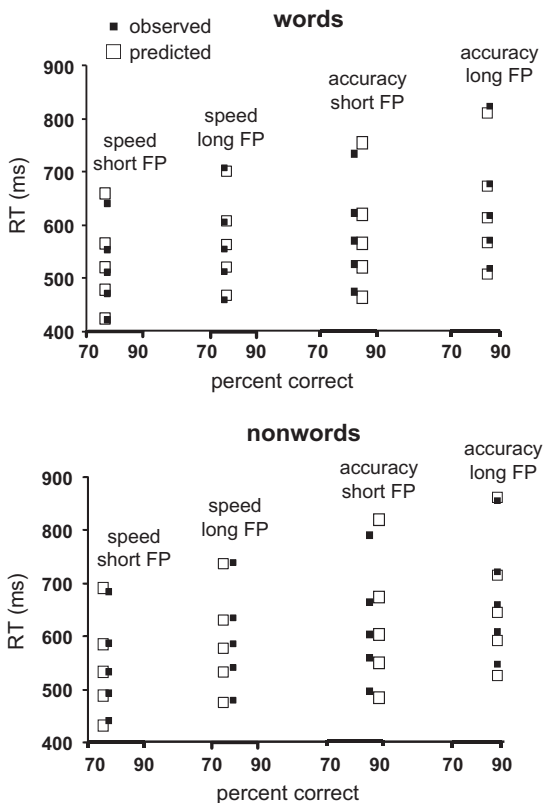 words
observed
predicted
accuracy
long FP
accuracy
short FP
speed
long FP
speed
short FP
900
800
700
600
500
400
RT (ms)
70 90 70 90 70 90 70 90
percent correct
nonwords
accuracy
long FP
accuracy
short FP
speed
long FP
speed
short FP
900
800
700
600
500
400
RT (ms)
70 90 70 90 70 90 70 90
percent correct